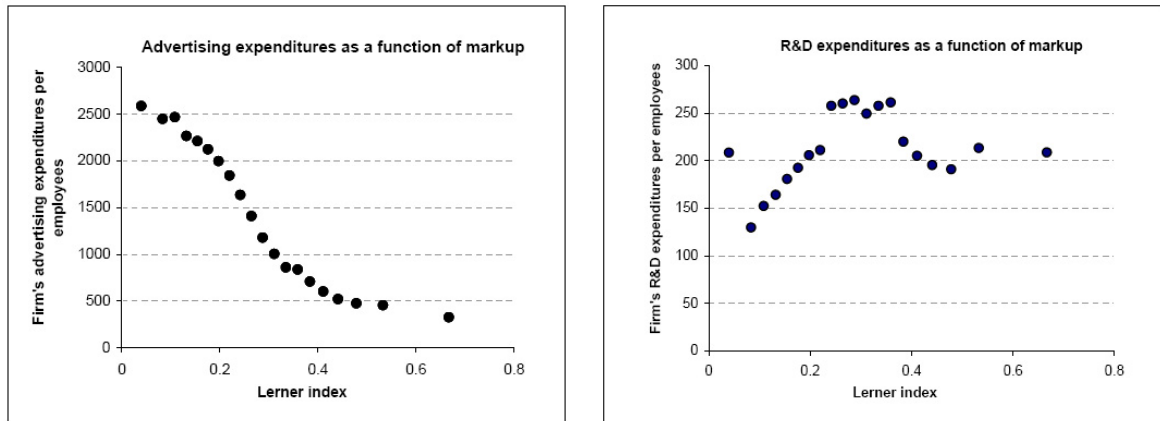 Advertising expenditures as a function of markup
Firm's advertising expenditures per
employees
3000
2500
2000
1500
1000
500
0
0 0.2 0.4 0.6 0.8
Lerner index
R&D expenditures as a function of markup
Firm's R&D expenditures per employees
300
250
200
150
100
50
0
0 0.2 0.4 0.6 0.8
Lerner index